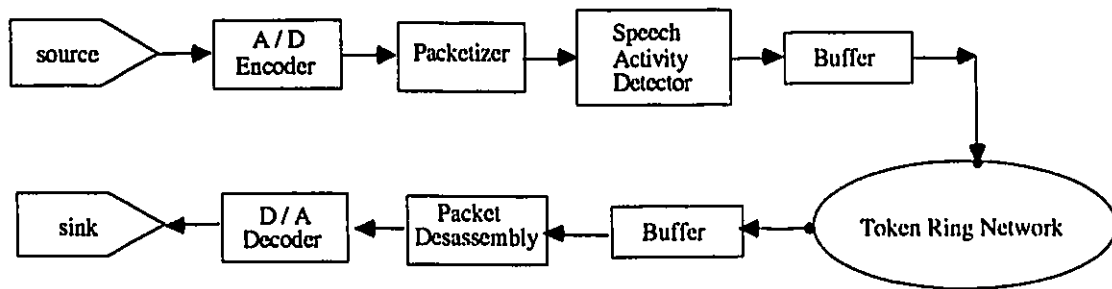 source
A / D
Encoder
Packetizer
Speech
Activity
Detector
Buffer
sink
D / A
Decoder
Packet
Desassembly
Buffer
Token Ring Network